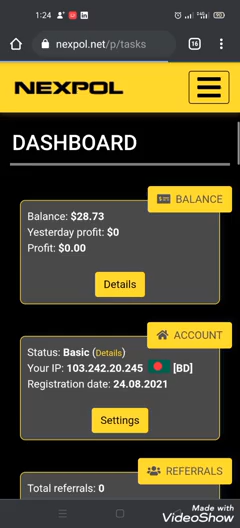 1:24
nexpol.net/p/tasks
16
NEXPOL
DASHBOARD
BALANCE
Balance: $28.73
Yesterday profit: $0
Profit: $0.00
Details
ACCOUNT
Status: Basic (Details)
Your IP: 103.242.20.245 [BD]
Registration date: 24.08.2021
Settings
REFERRALS
Total referrals: 0
Made with
VideoShow